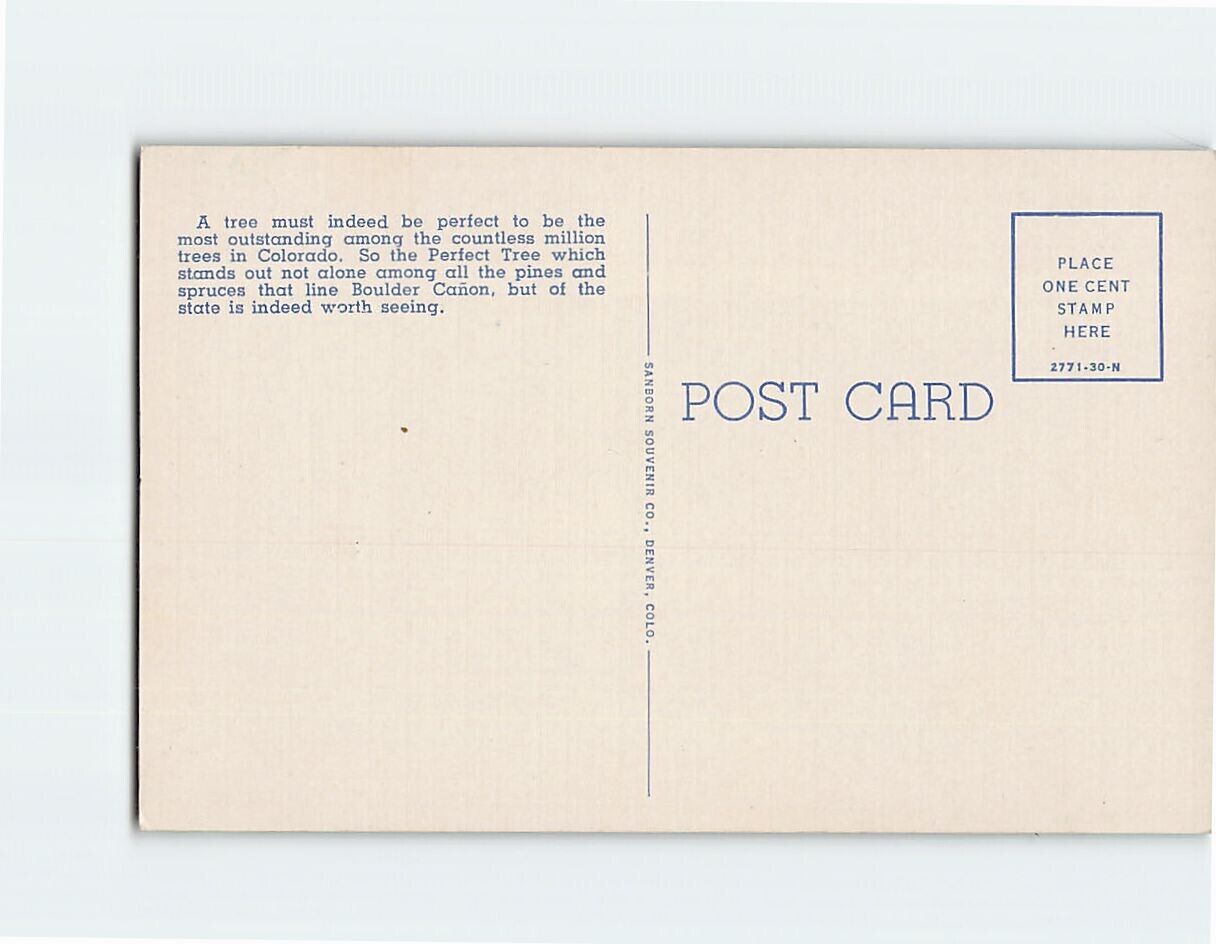 A tree must indeed be perfect to be the
most outstanding among the countless million
trees in Colorado. So the Perfect Tree which
stands out not alone among all the pines and
spruces that line Boulder Cañon, but of the
state is indeed worth seeing.
SANBORN SOUVENIR CO., DENVER, COLO.
POST CARD
PLACE
ONE CENT
STAMP
HERE
2771-30-N